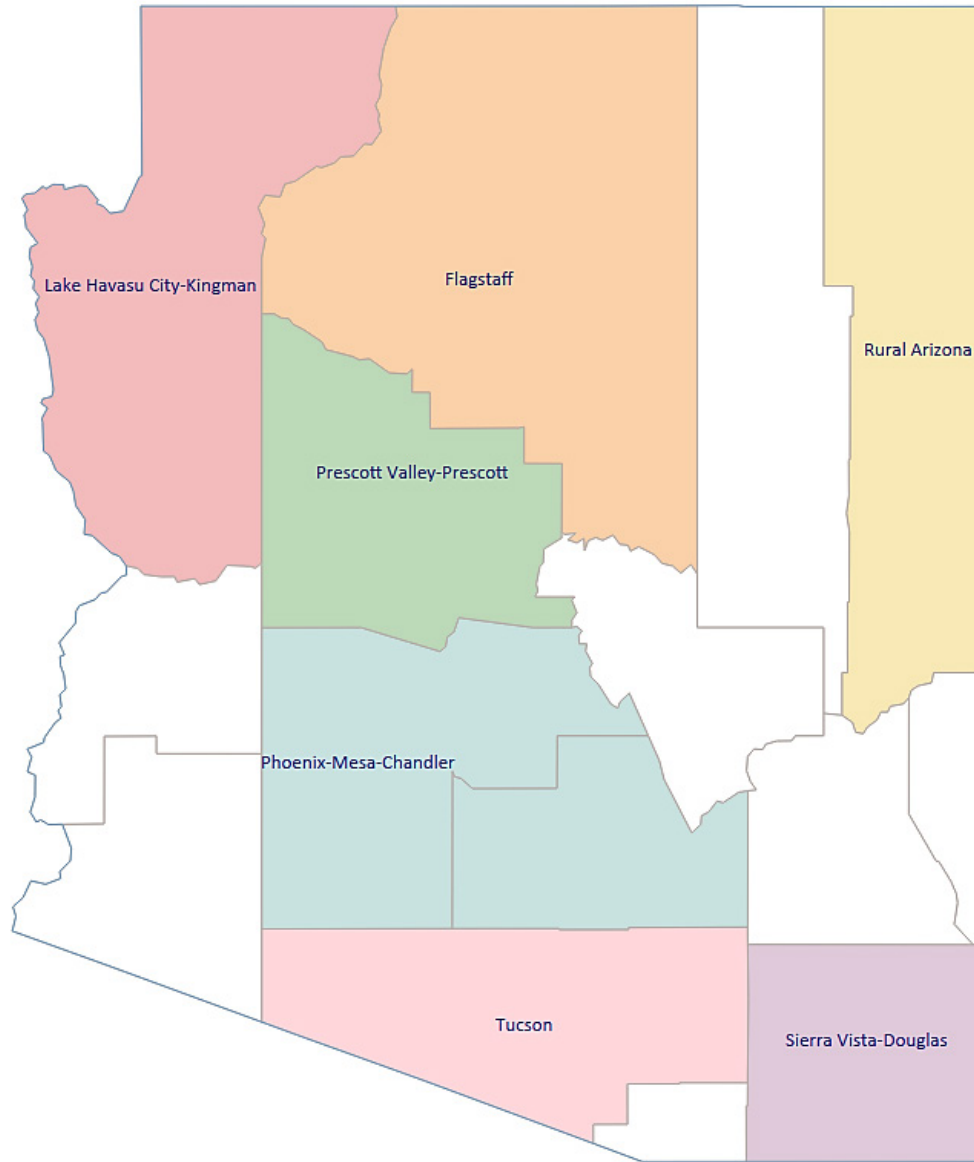 Flagstaff
Lake Havasu City-Kingman
Rural Arizona
Prescott Valley-Prescott
Phoenix-Mesa-Chandler
Tucson
Sierra Vista-Douglas